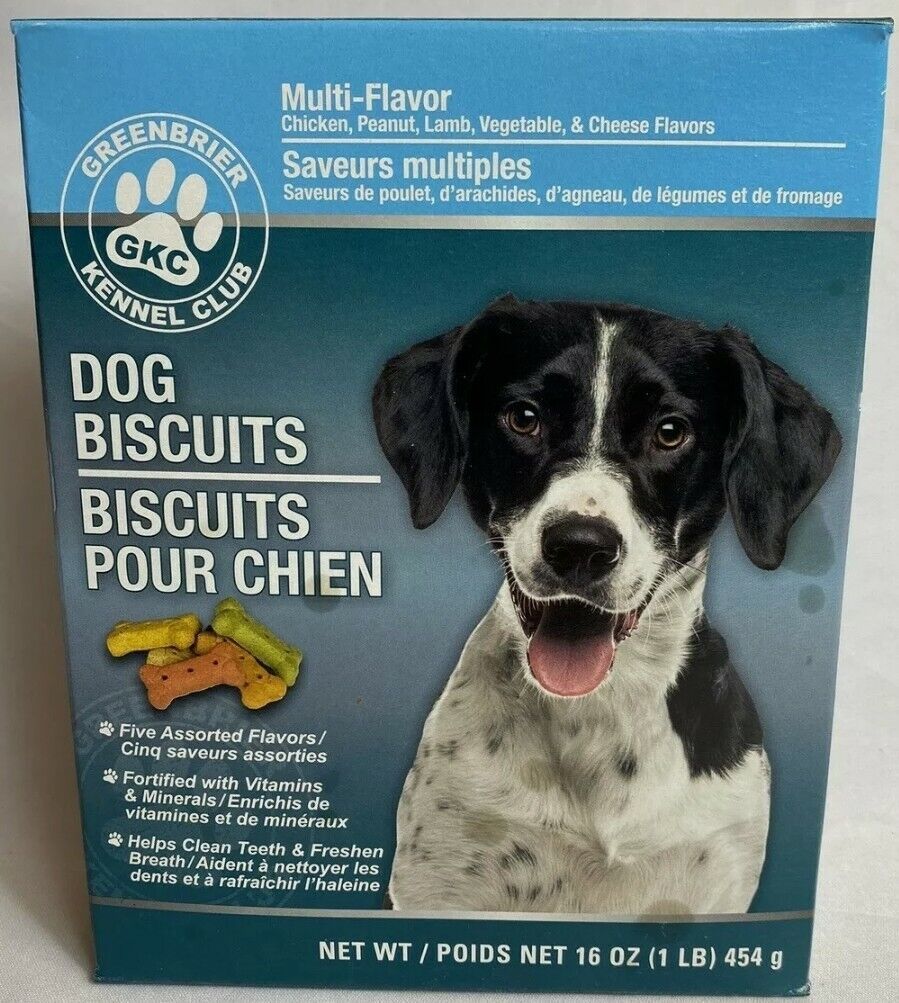 Multi-Flavor
Chicken, Peanut, Lamb, Vegetable, & Cheese Flavors
Saveurs multiples
Saveurs de poulet, d'arachides, d'agneau, de légumes et de fromage
GREENBRIER
GKC
KENNEL CLUB
DOG
BISCUITS
BISCUITS
POUR CHIEN
Five Assorted Flavors/
Cinq saveurs assorties
Fortified with Vitamins
& Minerals/Enrichis de
vitamines et de minéraux
Helps Clean Teeth & Freshen
Breath/Aident à nettoyer les
dents et à rafraîchir l'haleine
NET WT / POIDS NET 16 OZ (1 LB) 454 g